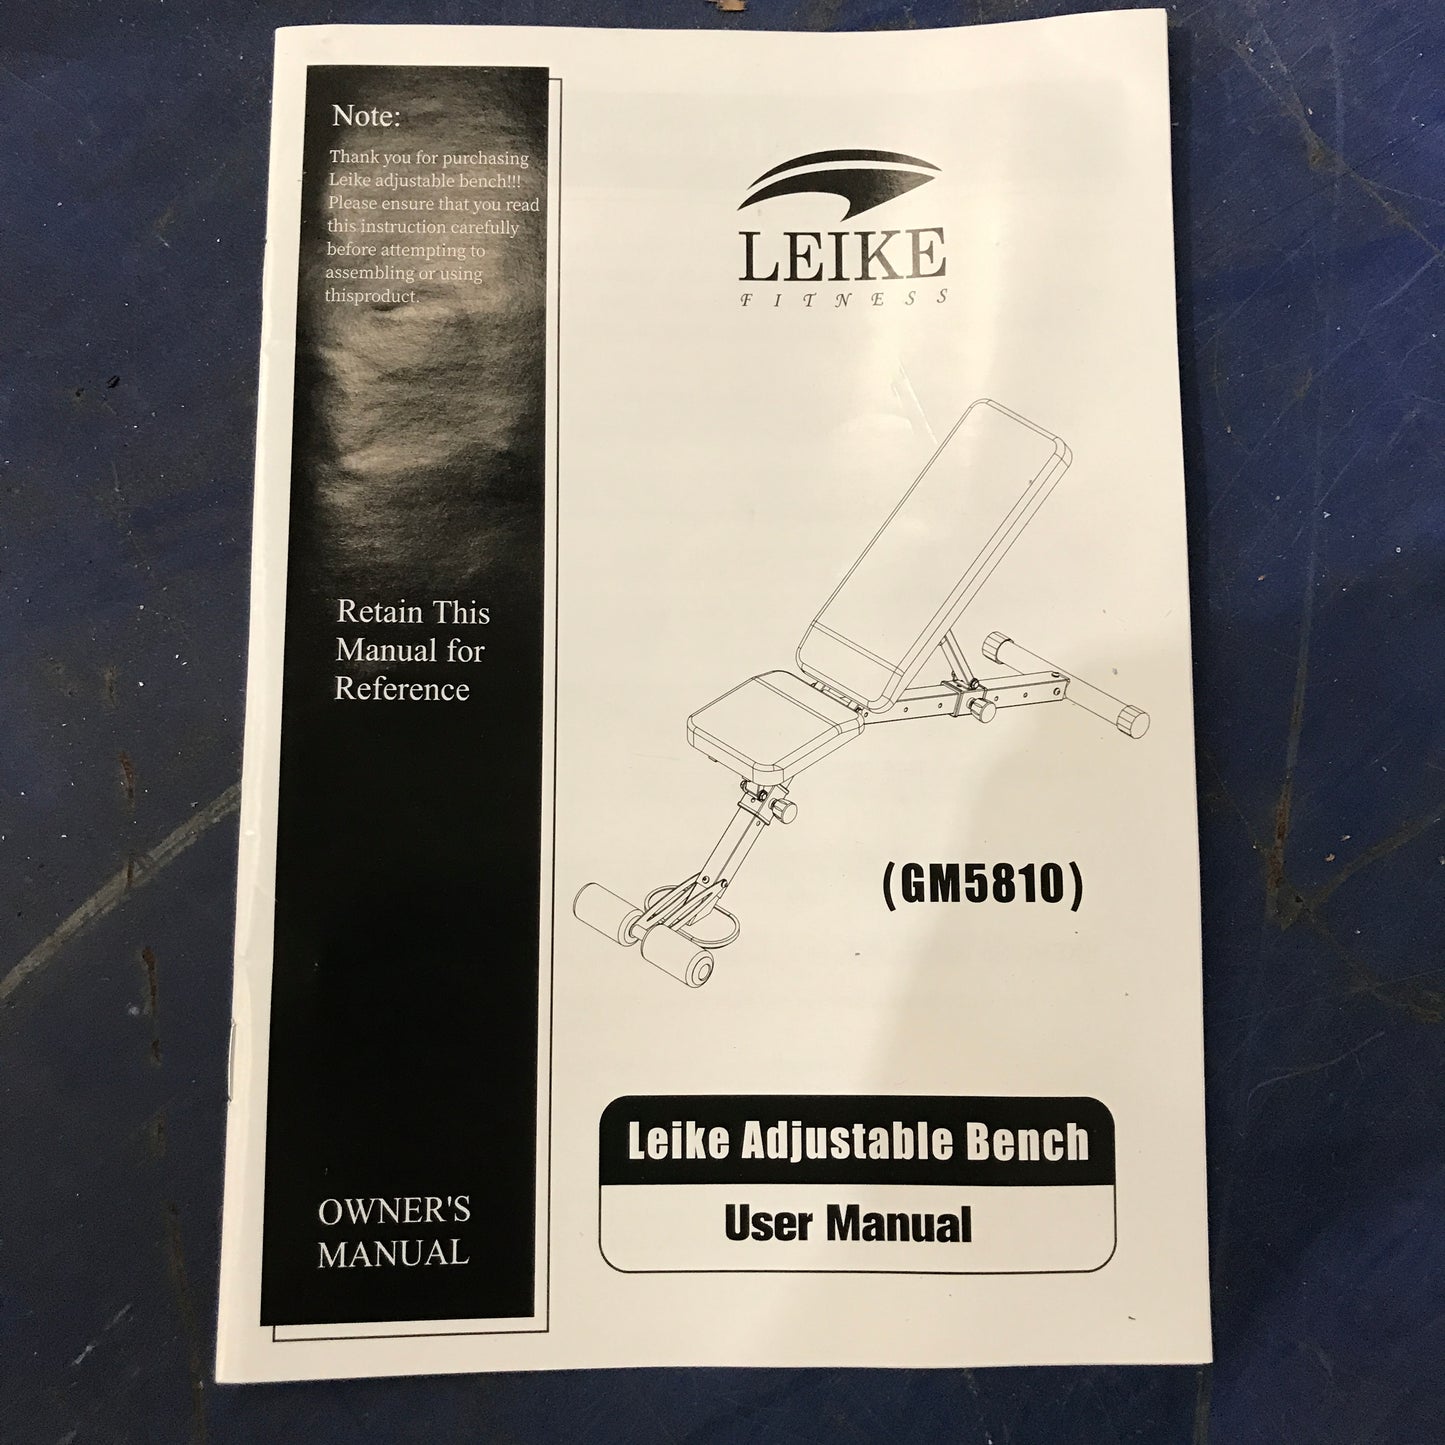 Note:
Thank you for purchasing
Leike adjustable bench!!!
Please ensure that you read
this instruction carefully
before attempting to
assembling or using
thisproduct.
Retain This
Manual for
Reference
OWNER'S
MANUAL
LEIKE
FITNESS
(GM5810)
Leike Adjustable Bench
User Manual